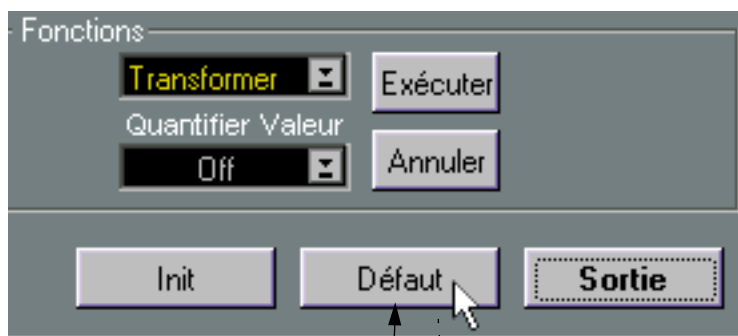 Fonctions
Transformer
Exécuter
Quantifier Valeur
Off
Annuler
Init
Défaut
Sortie